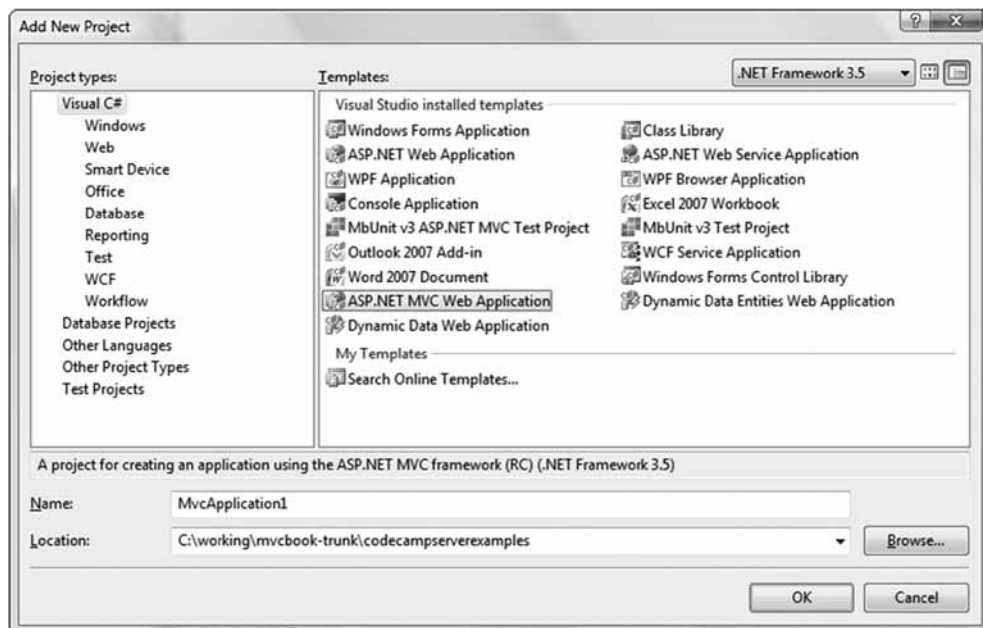 Add New Project
Project types:
Templates:
.NET Framework 3.5
Visual C#
Windows
Web
Smart Device
Office
Database
Reporting
Test
WCF
Workflow
Database Projects
Other Languages
Other Project Types
Test Projects
Visual Studio installed templates
Windows Forms Application
Class Library
ASP.NET Web Application
ASP.NET Web Service Application
WPF Application
WPF Browser Application
Console Application
Excel 2007 Workbook
MbUnit v3 ASP.NET MVC Test Project
MbUnit v3 Test Project
Outlook 2007 Add-in
WCF Service Application
Word 2007 Document
Windows Forms Control Library
ASP.NET MVC Web Application
Dynamic Data Entities Web Application
Dynamic Data Web Application
My Templates
Search Online Templates...
A project for creating an application using the ASP.NET MVC framework (RC) (.NET Framework 3.5)
Name:
MvcApplication1
Location:
C:\working\mvcbook-trunk\codecampserverexamples
Browse...
OK
Cancel